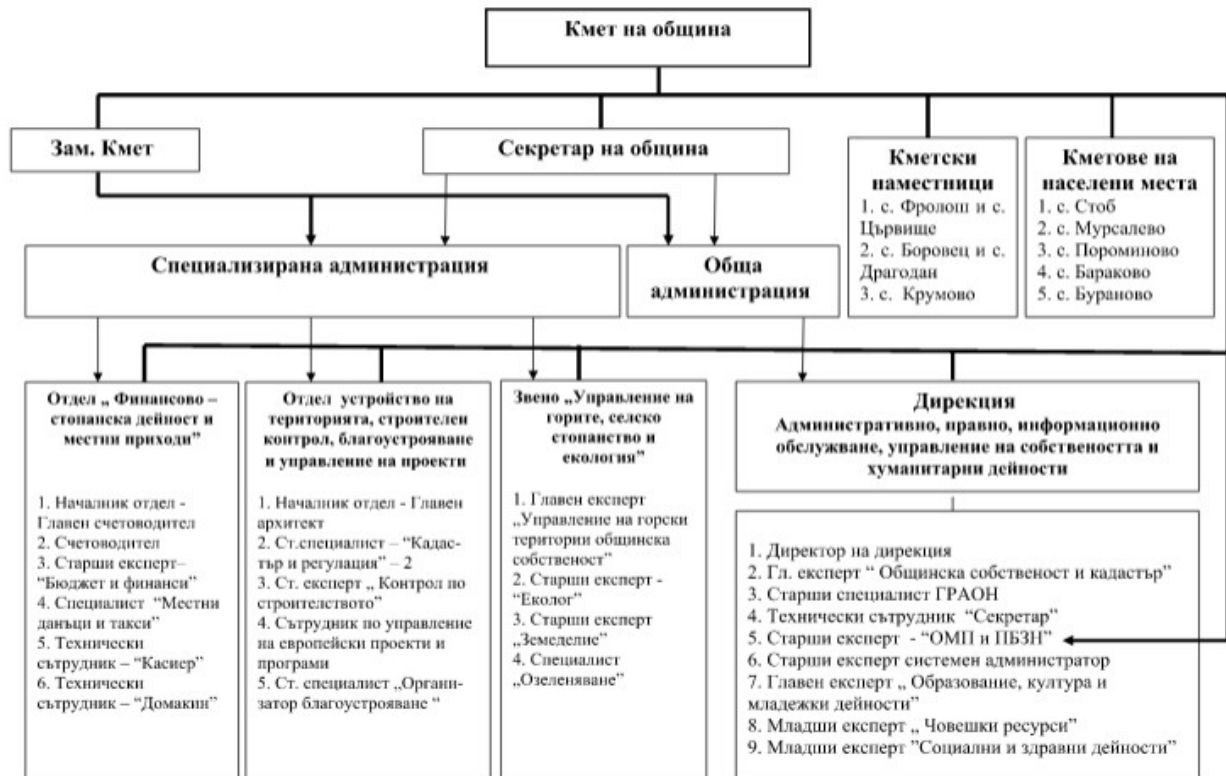 Кмет на община
Зам. Кмет
Секретар на община
Кметски
наместници
1. с. Фролош и с.
Цървище
2. с. Боровец и с.
Драгодан
3. с. Крумово
Кметове на
населени места
1. с. Стоб
2. с. Мурсалево
3. с. Пороминово
4. с. Бараково
5. с. Бураново
Специализирана администрация
Обща
администрация
Отдел „ Финансово –
стопанска дейност и
местни приходи”
1. Началник отдел -
Главен счетоводител
2. Счетоводител
3. Старши експерт–
“Бюджет и финанси”
4. Специалист “Местни
данъци и такси”
5. Технически
сътрудник – “Касиер”
6. Технически
сътрудник – “Домакин”
Отдел устройство на
територията, строителен
контрол, благоустрояване
и управление на проекти
1. Началник отдел - Главен
архитект
2. Ст.специалист – “Кадас-
тър и регулация” – 2
3. Ст. експерт „ Контрол по
строителството”
4. Сътрудник по управление
на европейски проекти и
програми
5. Ст. специалист „Органи-
затор благоустрояване “
Звено „Управление на
горите, селско
стопанство и
екология”
1. Главен експерт
„Управление на горски
територии общинска
собственост”
2. Старши експерт -
“Еколог”
3. Старши експерт
„Земеделие”
4. Специалист
„Озеленяване”
Дирекция
Административно, правно, информационно
обслужване, управление на собствеността и
хуманитарни дейности
1. Директор на дирекция
2. Гл. експерт “ Общинска собственост и кадастър”
3. Старши специалист ГРАОН
4. Технически сътрудник “Секретар”
5. Старши експерт - “ОМП и ПБЗН”
6. Старши експерт системен администратор
7. Главен експерт „ Образование, култура и
младежки дейности”
8. Младши експерт „ Човешки ресурси”
9. Младши експерт ”Социални и здравни дейности”